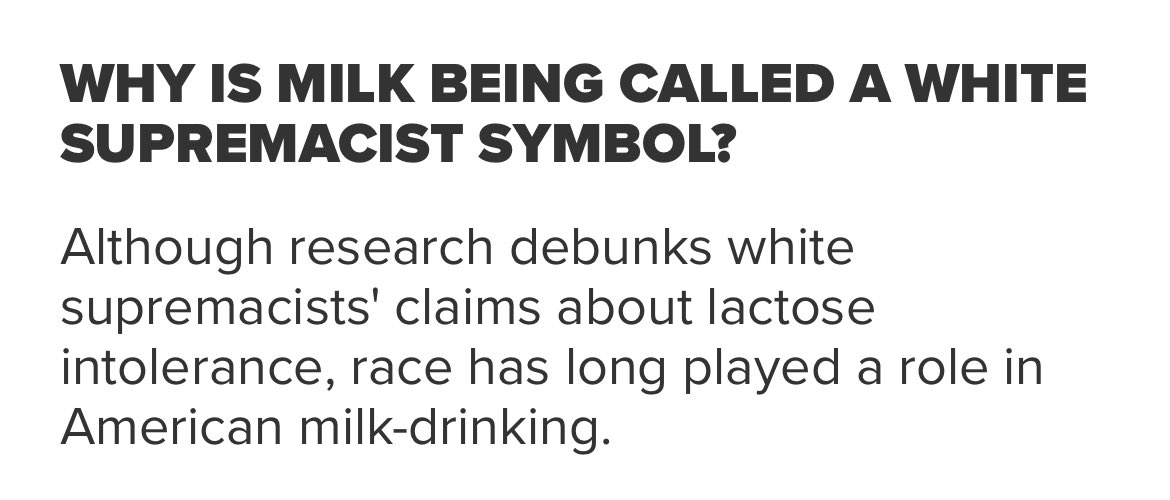 WHY IS MILK BEING CALLED A WHITE
SUPREMACIST SYMBOL?
Although research debunks white
supremacists' claims about lactose
intolerance, race has long played a role in
American milk-drinking.